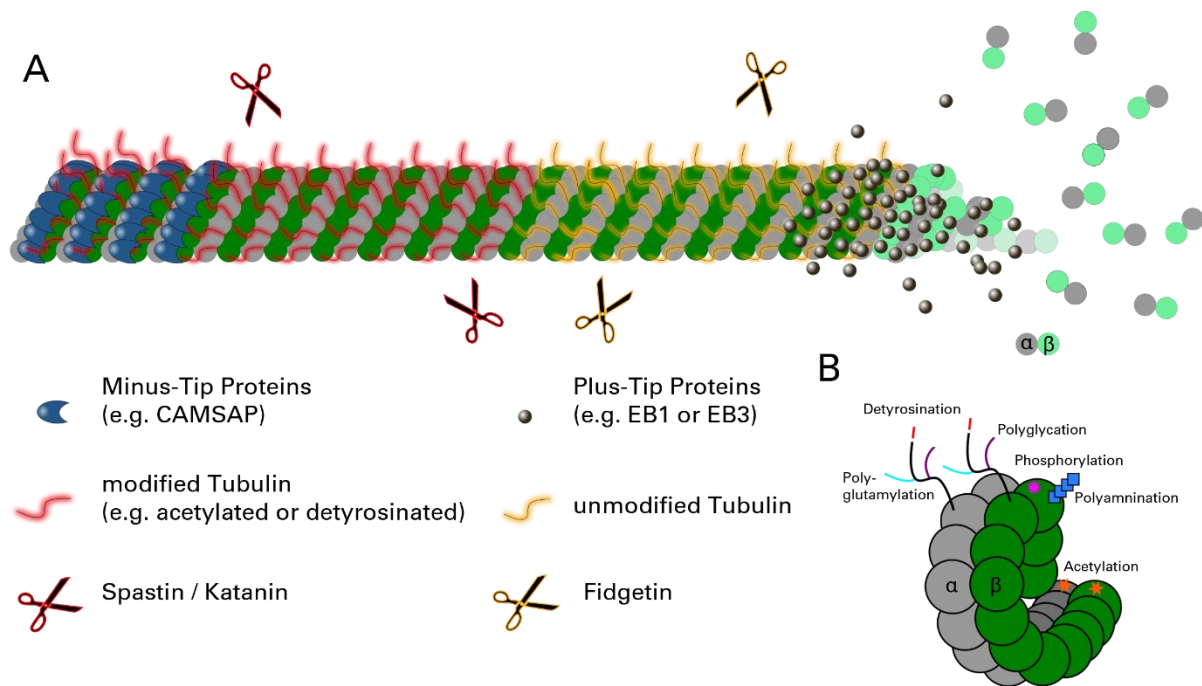 A
α β
Minus-Tip Proteins
(e.g. CAMSAP)
Plus-Tip Proteins
(e.g. EB1 or EB3)
modified Tubulin
(e.g. acetylated or detyrosinated)
unmodified Tubulin
Spastin / Katanin
Fidgetin
B
Detyrosination
Polyglycation
Phosphorylation
Poly-
glutamylation
Polyamnination
Acetylation
α β